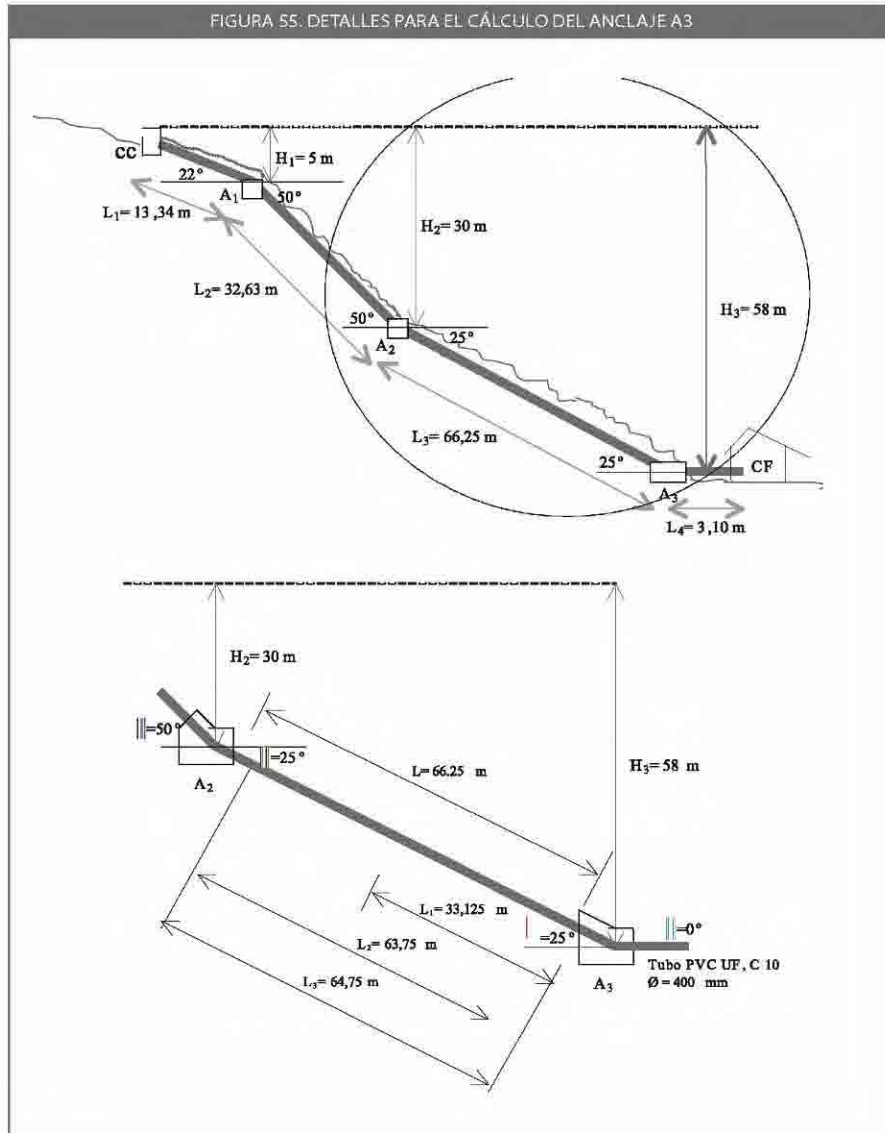 FIGURA 55. DETALLES PARA EL CÁLCULO DEL ANCLAJE A3
CC
H₁= 5 m
22°
A₁
50°
L₁= 13 ,34 m
H₂= 30 m
L₂= 32,63 m
H₃= 58 m
50°
25°
A₂
L₃= 66,25 m
25°
CF
A₃
L₄= 3 ,10 m
H₂= 30 m
=50°
=25°
A₂
L= 66.25 m
H₃= 58 m
L₁= 33,125 m
=25°
=0°
L₂= 63,75 m
Tubo PVC UF, C 10
L₃= 64,75 m
A₃
Ø = 400 mm